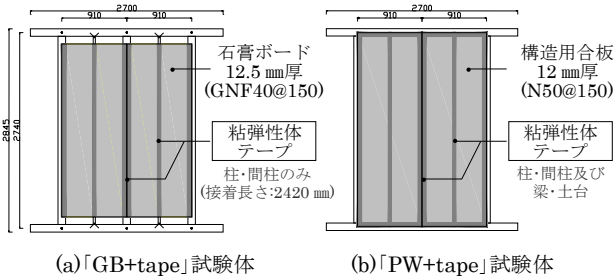 2700
910
910
2845
2740
石膏ボード
12.5 ㎜厚
(GNF40@150)
粘弾性体
テープ
柱・間柱のみ
(接着長さ:2420 ㎜)
(a)「GB+tape」試験体
2700
910
910
構造用合板
12 ㎜厚
(N50@150)
粘弾性体
テープ
柱・間柱及び
梁・土台
(b)「PW+tape」試験体